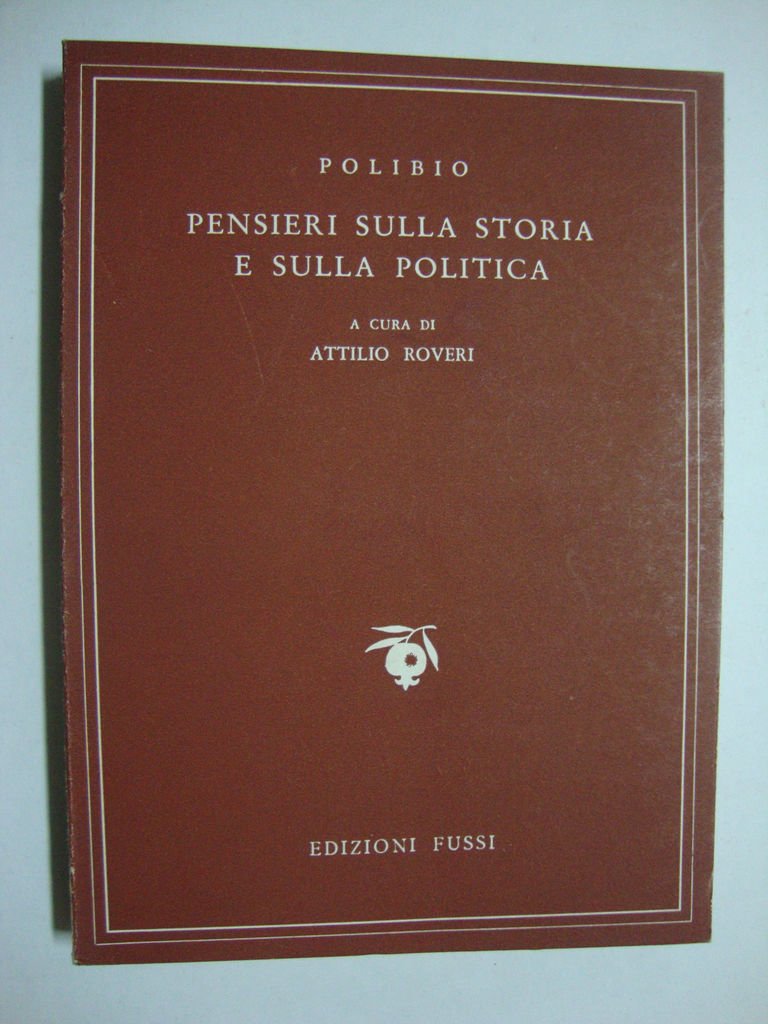 POLIBIO
PENSIERI SULLA STORIA
E SULLA POLITICA
A CURA DI
ATTILIO ROVERI
EDIZIONI FUSSI